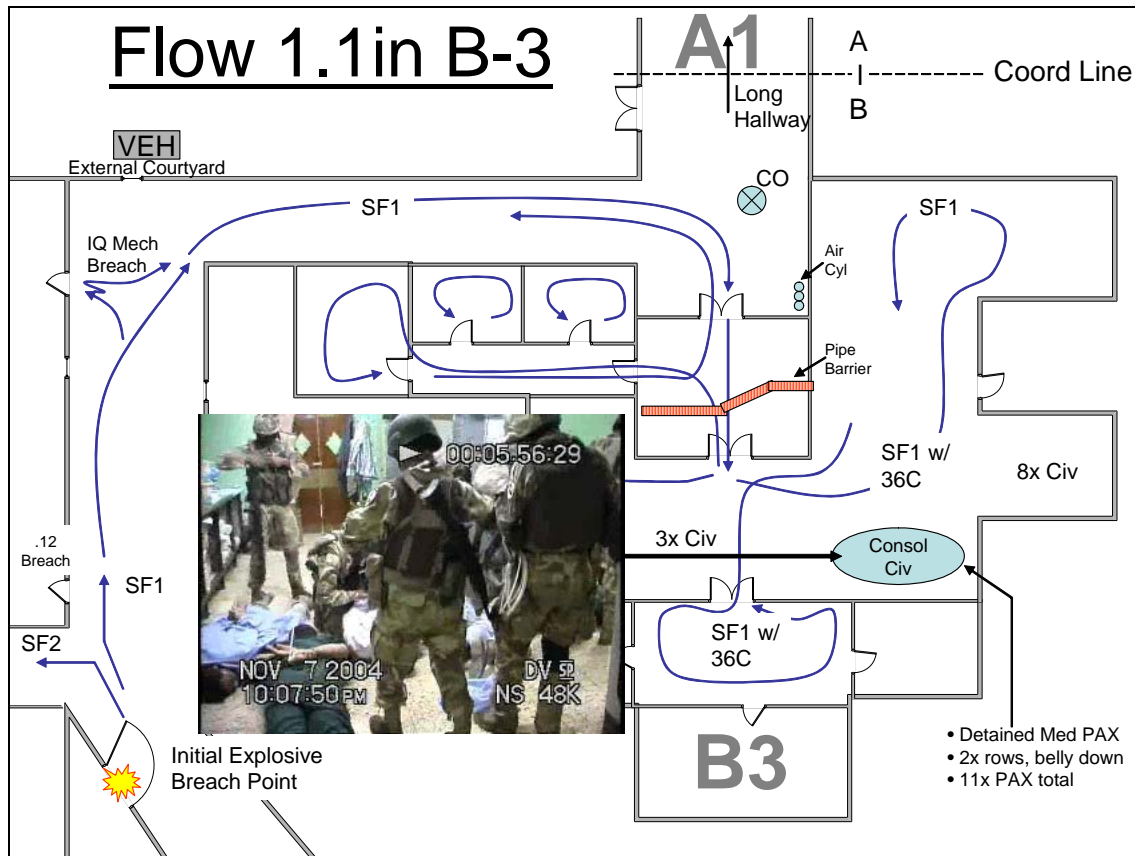 Flow 1.1in B-3
A1
A
B
Coord Line
Long
Hallway
VEH
External Courtyard
CO
SF1
SF1
IQ Mech
Breach
Air
Cyl
Pipe
Barrier
00:05:56:29
SF1 w/
36C
8x Civ
.12
Breach
3x Civ
Consol
Civ
SF1
SF2
SF1 w/
36C
NOV 7 2004
10:07:50PM
DV SP
NS 48K
B3
Initial Explosive
Breach Point
• Detained Med PAX
• 2x rows, belly down
• 11x PAX total